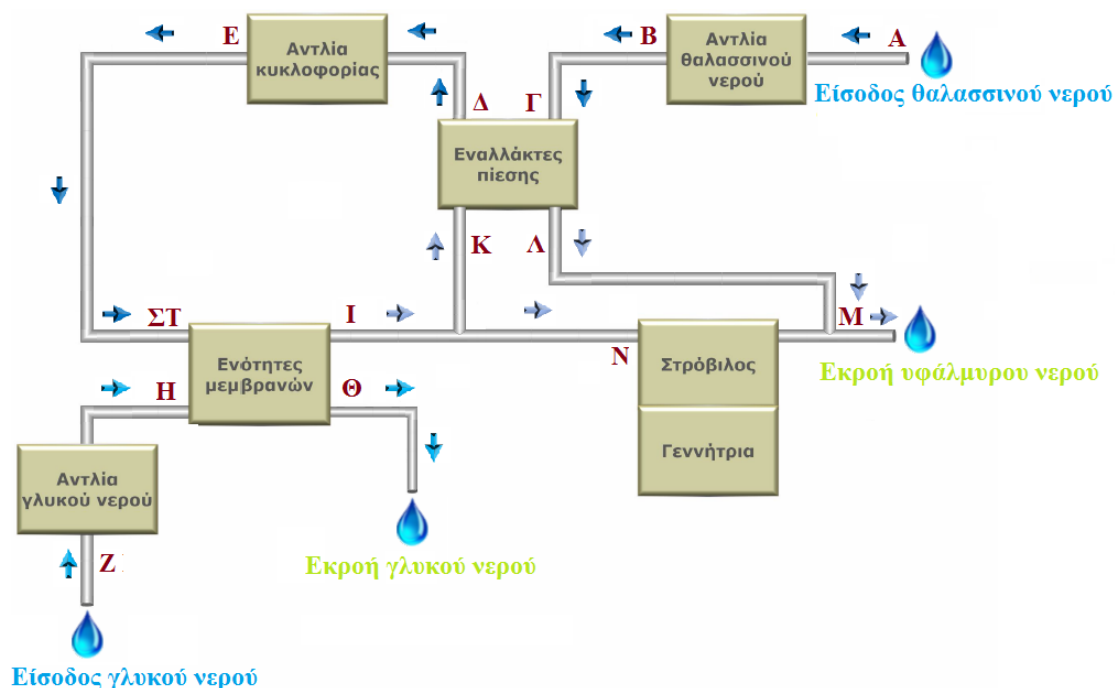 Ε
Αντλία
κυκλοφορίας
Β
Αντλία
θαλασσινού
νερού
Α
Είσοδος θαλασσινού νερού
Δ
Γ
Εναλλάκτες
πίεσης
Κ
Λ
ΣΤ
Ι
Μ
Ενότητες
μεμβρανών
Ν
Στρόβιλος
Εκροή υφάλμυρου νερού
Η
Θ
Γεννήτρια
Αντλία
γλυκού νερού
Ζ
Εκροή γλυκού νερού
Είσοδος γλυκού νερού